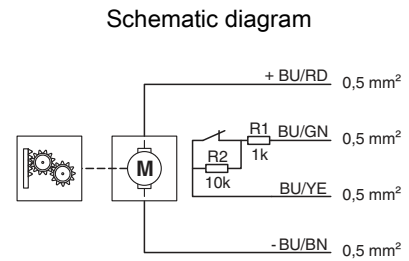 Schematic diagram
+ BU/RD 0,5 mm²
R1 BU/GN 0,5 mm²
1k
R2
10k
M
BU/YE 0,5 mm²
- BU/BN 0,5 mm²